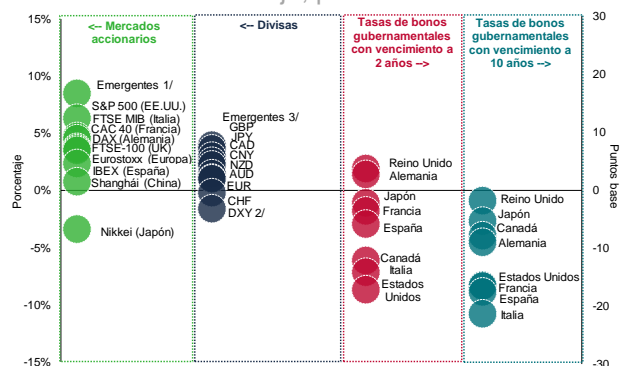 15%
10%
5%
0%
-5%
-10%
-15%
Porcentaje
<-- Mercados
accionarios
Emergentes 1/
S&P 500 (EE.UU.)
FTSE MIB (Italia)
CAC 40 (Francia)
DAX (Alemania)
FTSE-100 (UK)
Eurostoxx (Europa)
IBEX (España)
Shanghái (China)
Nikkei (Japón)
<-- Divisas
Emergentes 3/
GBP
JPY
CAD
CNY
NZD
AUD
EUR
CHF
DXY 2/
Tasas de bonos
gubernamentales
con vencimiento a
2 años -->
Reino Unido
Alemania
Japón
Francia
España
Canadá
Italia
Estados
Unidos
Tasas de bonos
gubernamentales
con vencimiento a
10 años -->
Reino Unido
Japón
Canadá
Alemania
Estados Unidos
Francia
España
Italia
30
20
10
0
-10
-20
-30
Puntos base